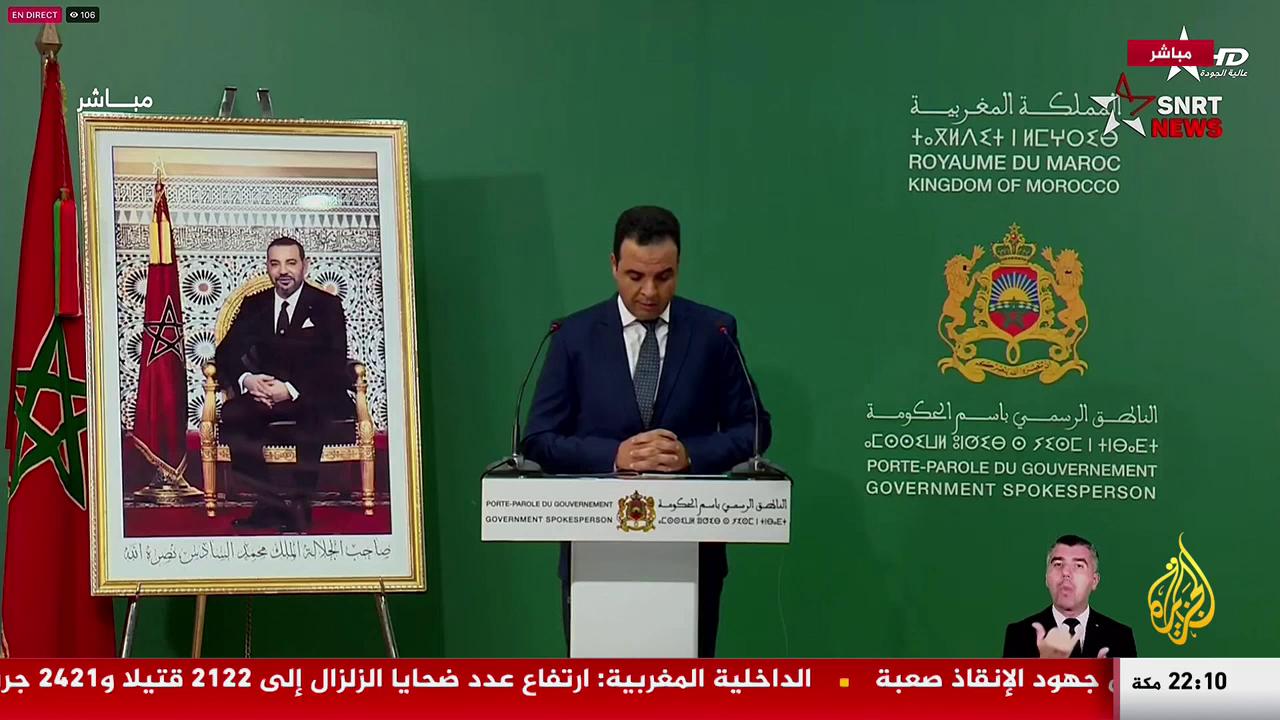 EN DIRECT
106
مباشر
HD
عالية الجودة
SNRT
NEWS
مباشر
المملكة المغربية
ⵜⴰⴳⵍⴷⵉⵜ ⵏ ⵍⵎⵖⵔⵉⴱ
ROYAUME DU MAROC
KINGDOM OF MOROCCO
الناطق الرسمي باسم الحكومة
PORTE-PAROLE DU GOUVERNEMENT
GOVERNMENT SPOKESPERSON
PORTE-PAROLE DU GOUVERNEMENT
GOVERNMENT SPOKESPERSON
الناطق الرسمي باسم الحكومة
صاحب الجلالة الملك محمد السادس نصره الله
الجزيرة
جهود الإنقاذ صعبة ▪ الداخلية المغربية: ارتفاع عدد ضحايا الزلزال إلى 2122 قتيلا و2421
22:10 مكة